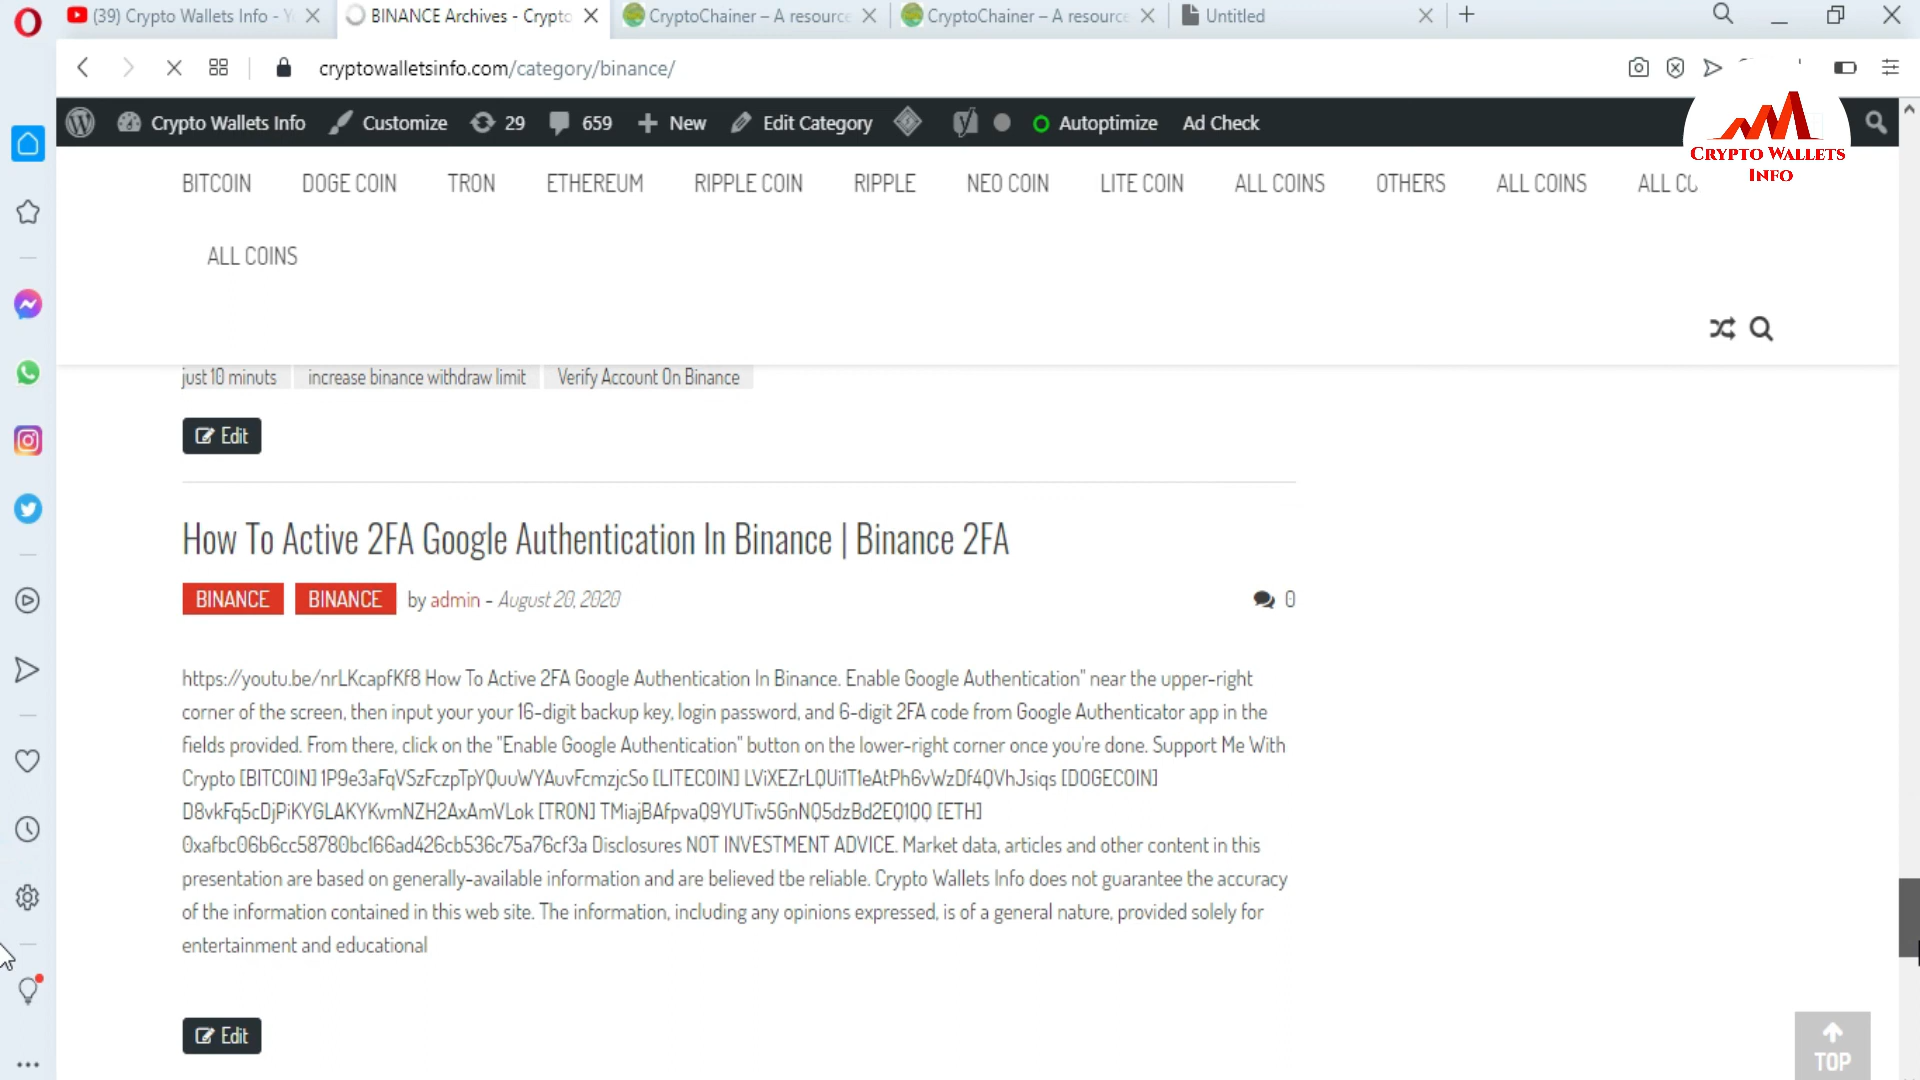 (39) Crypto Wallets Info - Y
BINANCE Archives - Crypto
CryptoChainer – A resource
CryptoChainer – A resource
Untitled
cryptowalletsinfo.com/category/binance/
Crypto Wallets Info
Customize
29
659
New
Edit Category
Autoptimize
Ad Check
CRYPTO WALLETS
INFO
BITCOIN
DOGE COIN
TRON
ETHEREUM
RIPPLE COIN
RIPPLE
NEO COIN
LITE COIN
ALL COINS
OTHERS
ALL COINS
ALL CO
ALL COINS
just 10 minuts
increase binance withdraw limit
Verify Account On Binance
Edit
How To Active 2FA Google Authentication In Binance | Binance 2FA
BINANCE BINANCE by admin - August 20, 2020
0
https://youtu.be/nrLKcapfKf8 How To Active 2FA Google Authentication In Binance. Enable Google Authentication" near the upper-right
corner of the screen, then input your your 16-digit backup key, login password, and 6-digit 2FA code from Google Authenticator app in the
fields provided. From there, click on the "Enable Google Authentication" button on the lower-right corner once you're done. Support Me With
Crypto [BITCOIN] 1P9e3aFqVSzFczpTpYQuuWYAuvFcmzjcSo [LITECOIN] LViXEZrLQUi1T1eAtPh6vWzDf4QVhJsiqs [DOGECOIN]
D8vkFq5cDjPiKYGLAKYKvmNZH2AxAmVLok [TRON] TMiajBAfpvaQ9YUTiv5GnNQ5dzBd2EQ1QQ [ETH]
0xafbc06b6cc58780bc166ad426cb536c75a76cf3a Disclosures NOT INVESTMENT ADVICE. Market data, articles and other content in this
presentation are based on generally-available information and are believed tbe reliable. Crypto Wallets Info does not guarantee the accuracy
of the information contained in this web site. The information, including any opinions expressed, is of a general nature, provided solely for
entertainment and educational
Edit
TOP